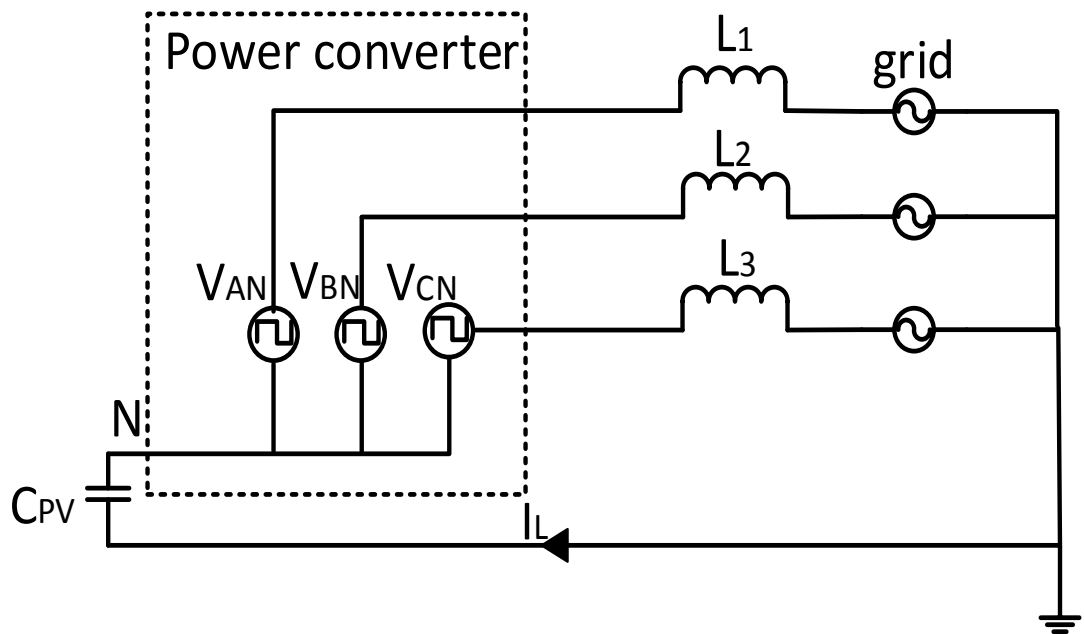 Power converter
L1
grid
L2
VAN
VBN
VCN
L3
N
CPV
IL